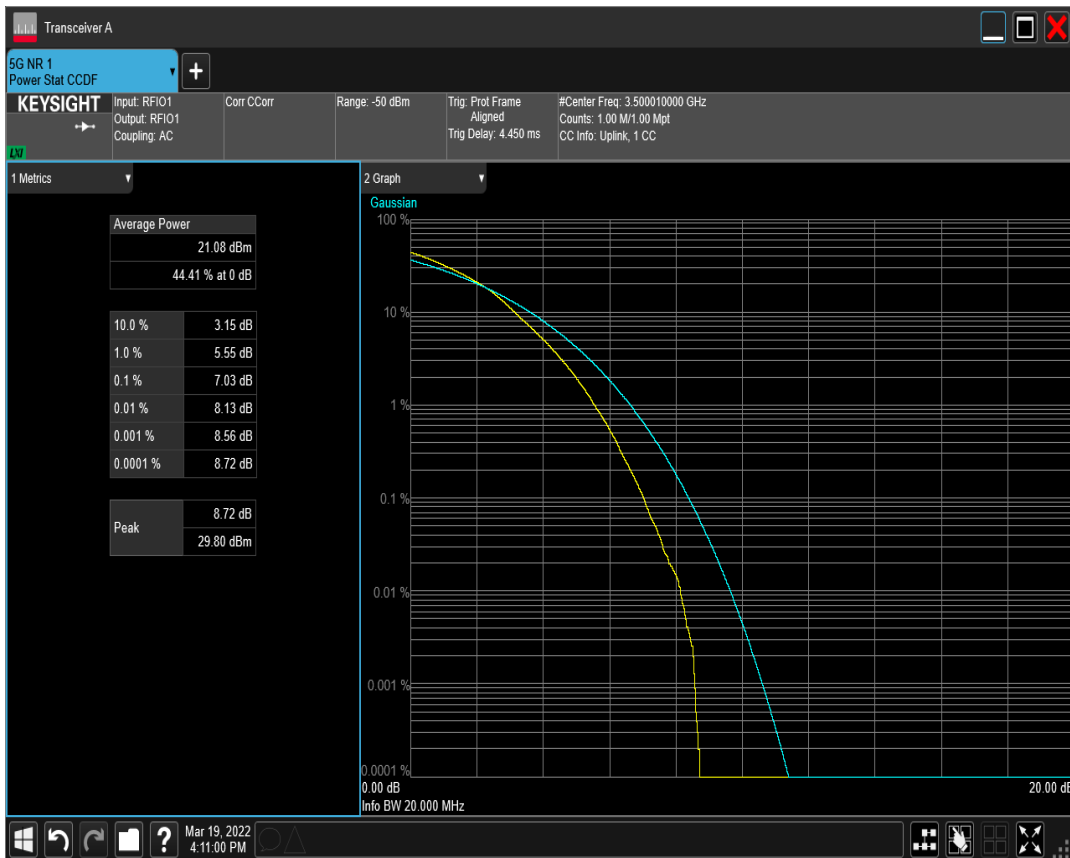 Transceiver A
5G NR 1
Power Stat CCDF
KEYSIGHT
LXI
Input: RFIO1
Output: RFIO1
Coupling: AC
Corr CCorr
Range: -50 dBm
Trig: Prot Frame
Aligned
Trig Delay: 4.450 ms
#Center Freq: 3.500010000 GHz
Counts: 1.00 M/1.00 Mpt
CC Info: Uplink, 1 CC
1 Metrics
Average Power
21.08 dBm
44.41 % at 0 dB
10.0 % 3.15 dB
1.0 % 5.55 dB
0.1 % 7.03 dB
0.01 % 8.13 dB
0.001 % 8.56 dB
0.0001 % 8.72 dB
Peak
8.72 dB
29.80 dBm
2 Graph
Gaussian
100 %
10 %
1 %
0.1 %
0.01 %
0.001 %
0.0001 %
0.00 dB 20.00 dB
Info BW 20.000 MHz
?
Mar 19, 2022
4:11:00 PM